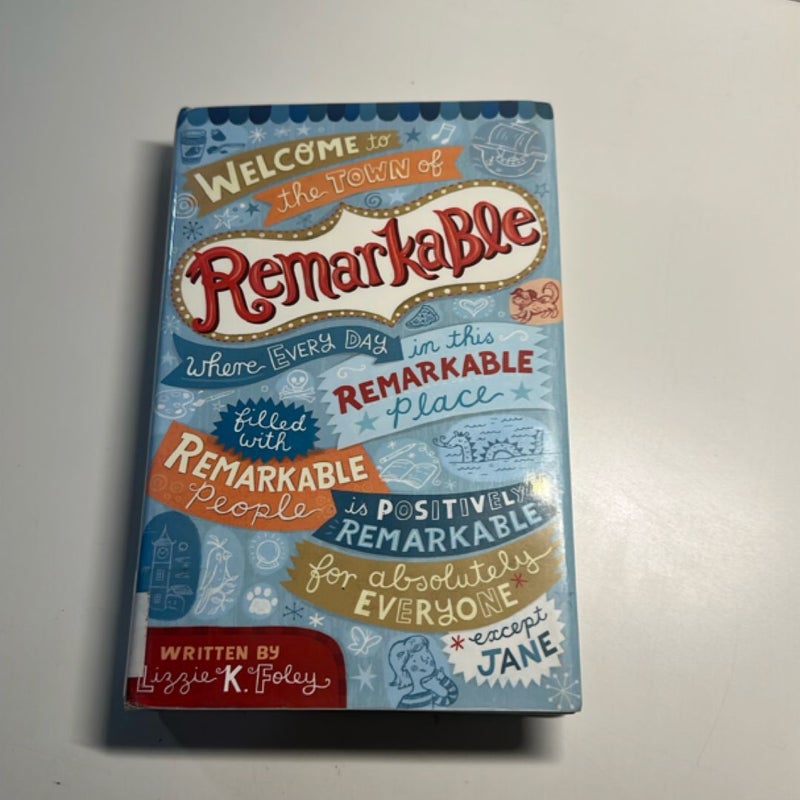 WELCOME to
the TOWN of
Remarkable
where EVERY DAY
in this
REMARKABLE
place
filled
with
REMARKABLE
people
is POSITIVELY
REMARKABLE
for absolutely
EVERYONE*
*except
JANE
WRITTEN BY
Lizzie K. Foley